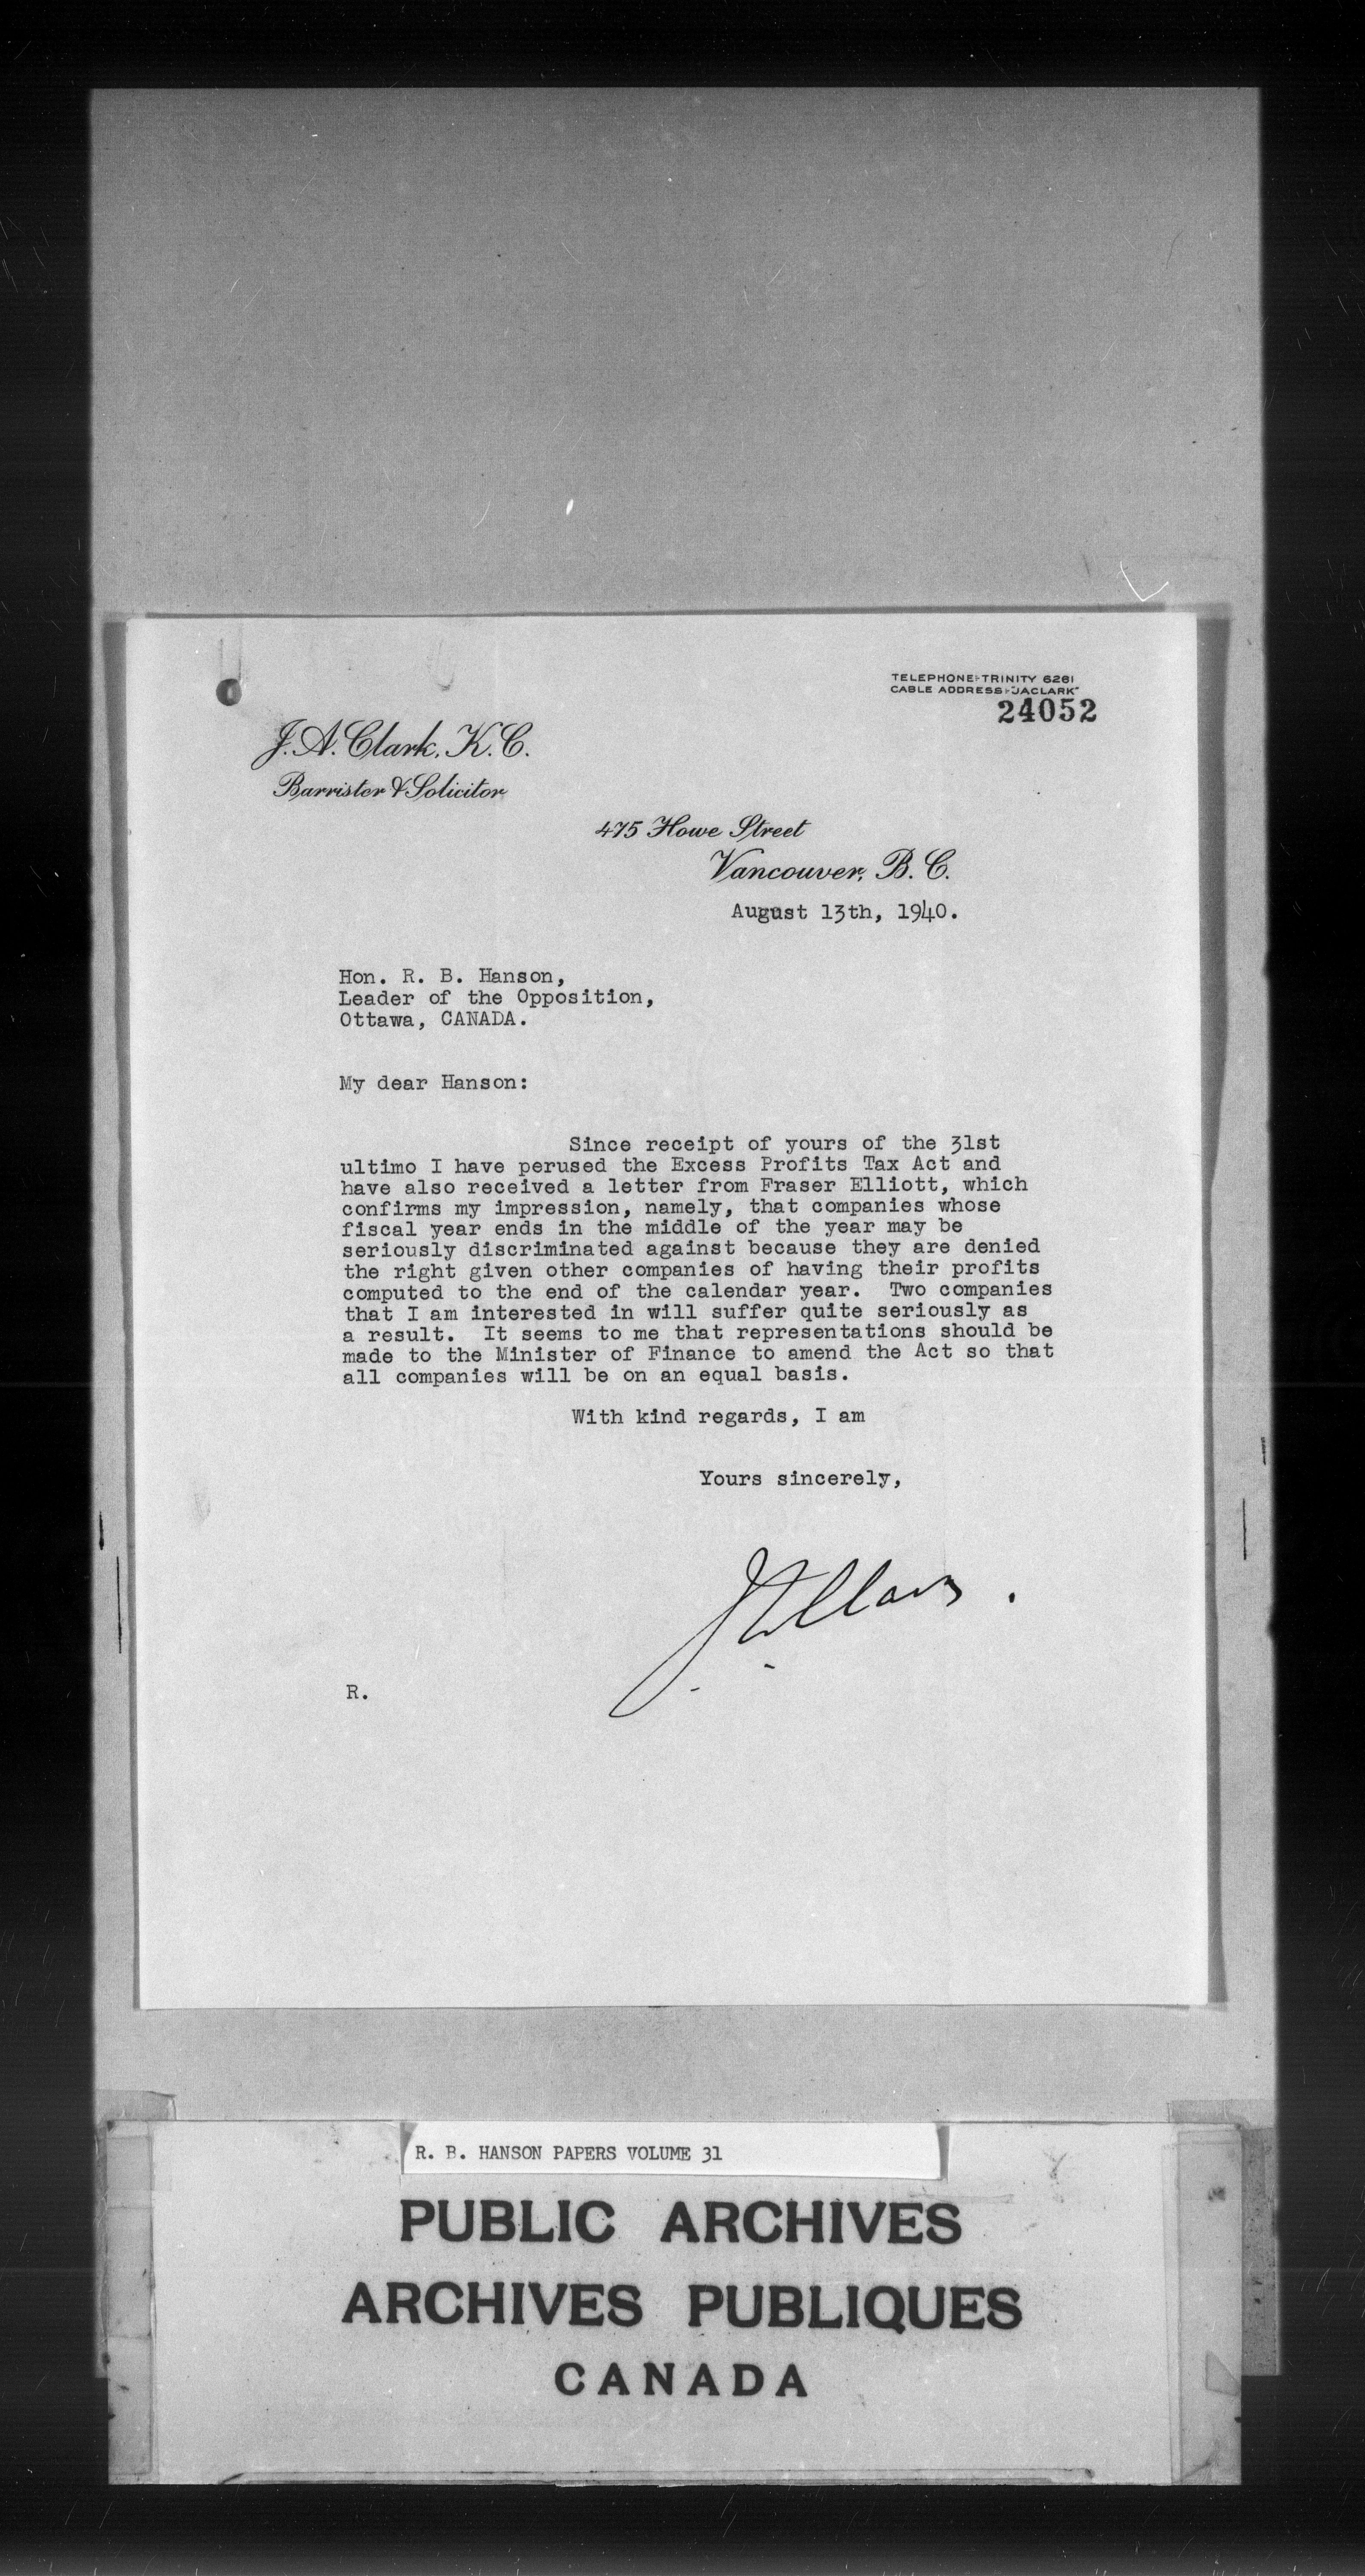 TELEPHONE-TRINITY 6261
CABLE ADDRESS-"JACLARK"
24052
J. A. Clark, K. C.
Barrister & Solicitor
475 Howe Street
Vancouver, B. C.
August 13th, 1940.
Hon. R. B. Hanson,
Leader of the Opposition,
Ottawa, CANADA.
My dear Hanson:
Since receipt of yours of the 31st
ultimo I have perused the Excess Profits Tax Act and
have also received a letter from Fraser Elliott, which
confirms my impression, namely, that companies whose
fiscal year ends in the middle of the year may be
seriously discriminated against because they are denied
the right given other companies of having their profits
computed to the end of the calendar year. Two companies
that I am interested in will suffer quite seriously as
a result. It seems to me that representations should be
made to the Minister of Finance to amend the Act so that
all companies will be on an equal basis.
With kind regards, I am
Yours sincerely,
J A Clark.
R.
R. B. HANSON PAPERS VOLUME 31
PUBLIC ARCHIVES
ARCHIVES PUBLIQUES
CANADA